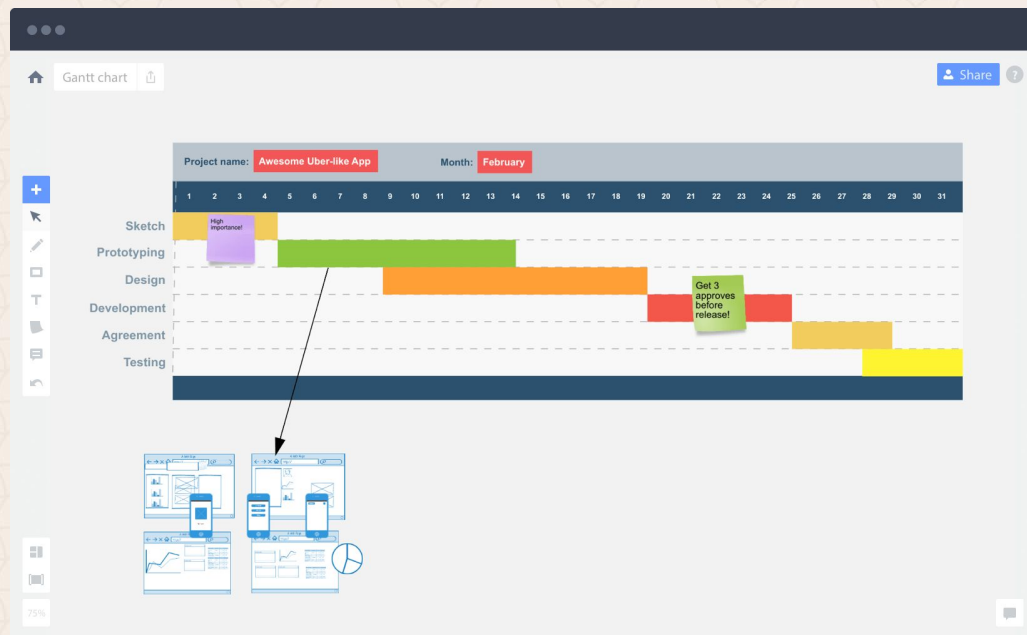 Gantt chart
Share
?
Project name: Awesome Uber-like App Month: February
1 2 3 4 5 6 7 8 9 10 11 12 13 14 15 16 17 18 19 20 21 22 23 24 25 26 27 28 29 30 31
Sketch
High
importance!
Prototyping
Design
Get 3
approves
before
release!
Development
Agreement
Testing
T
75%